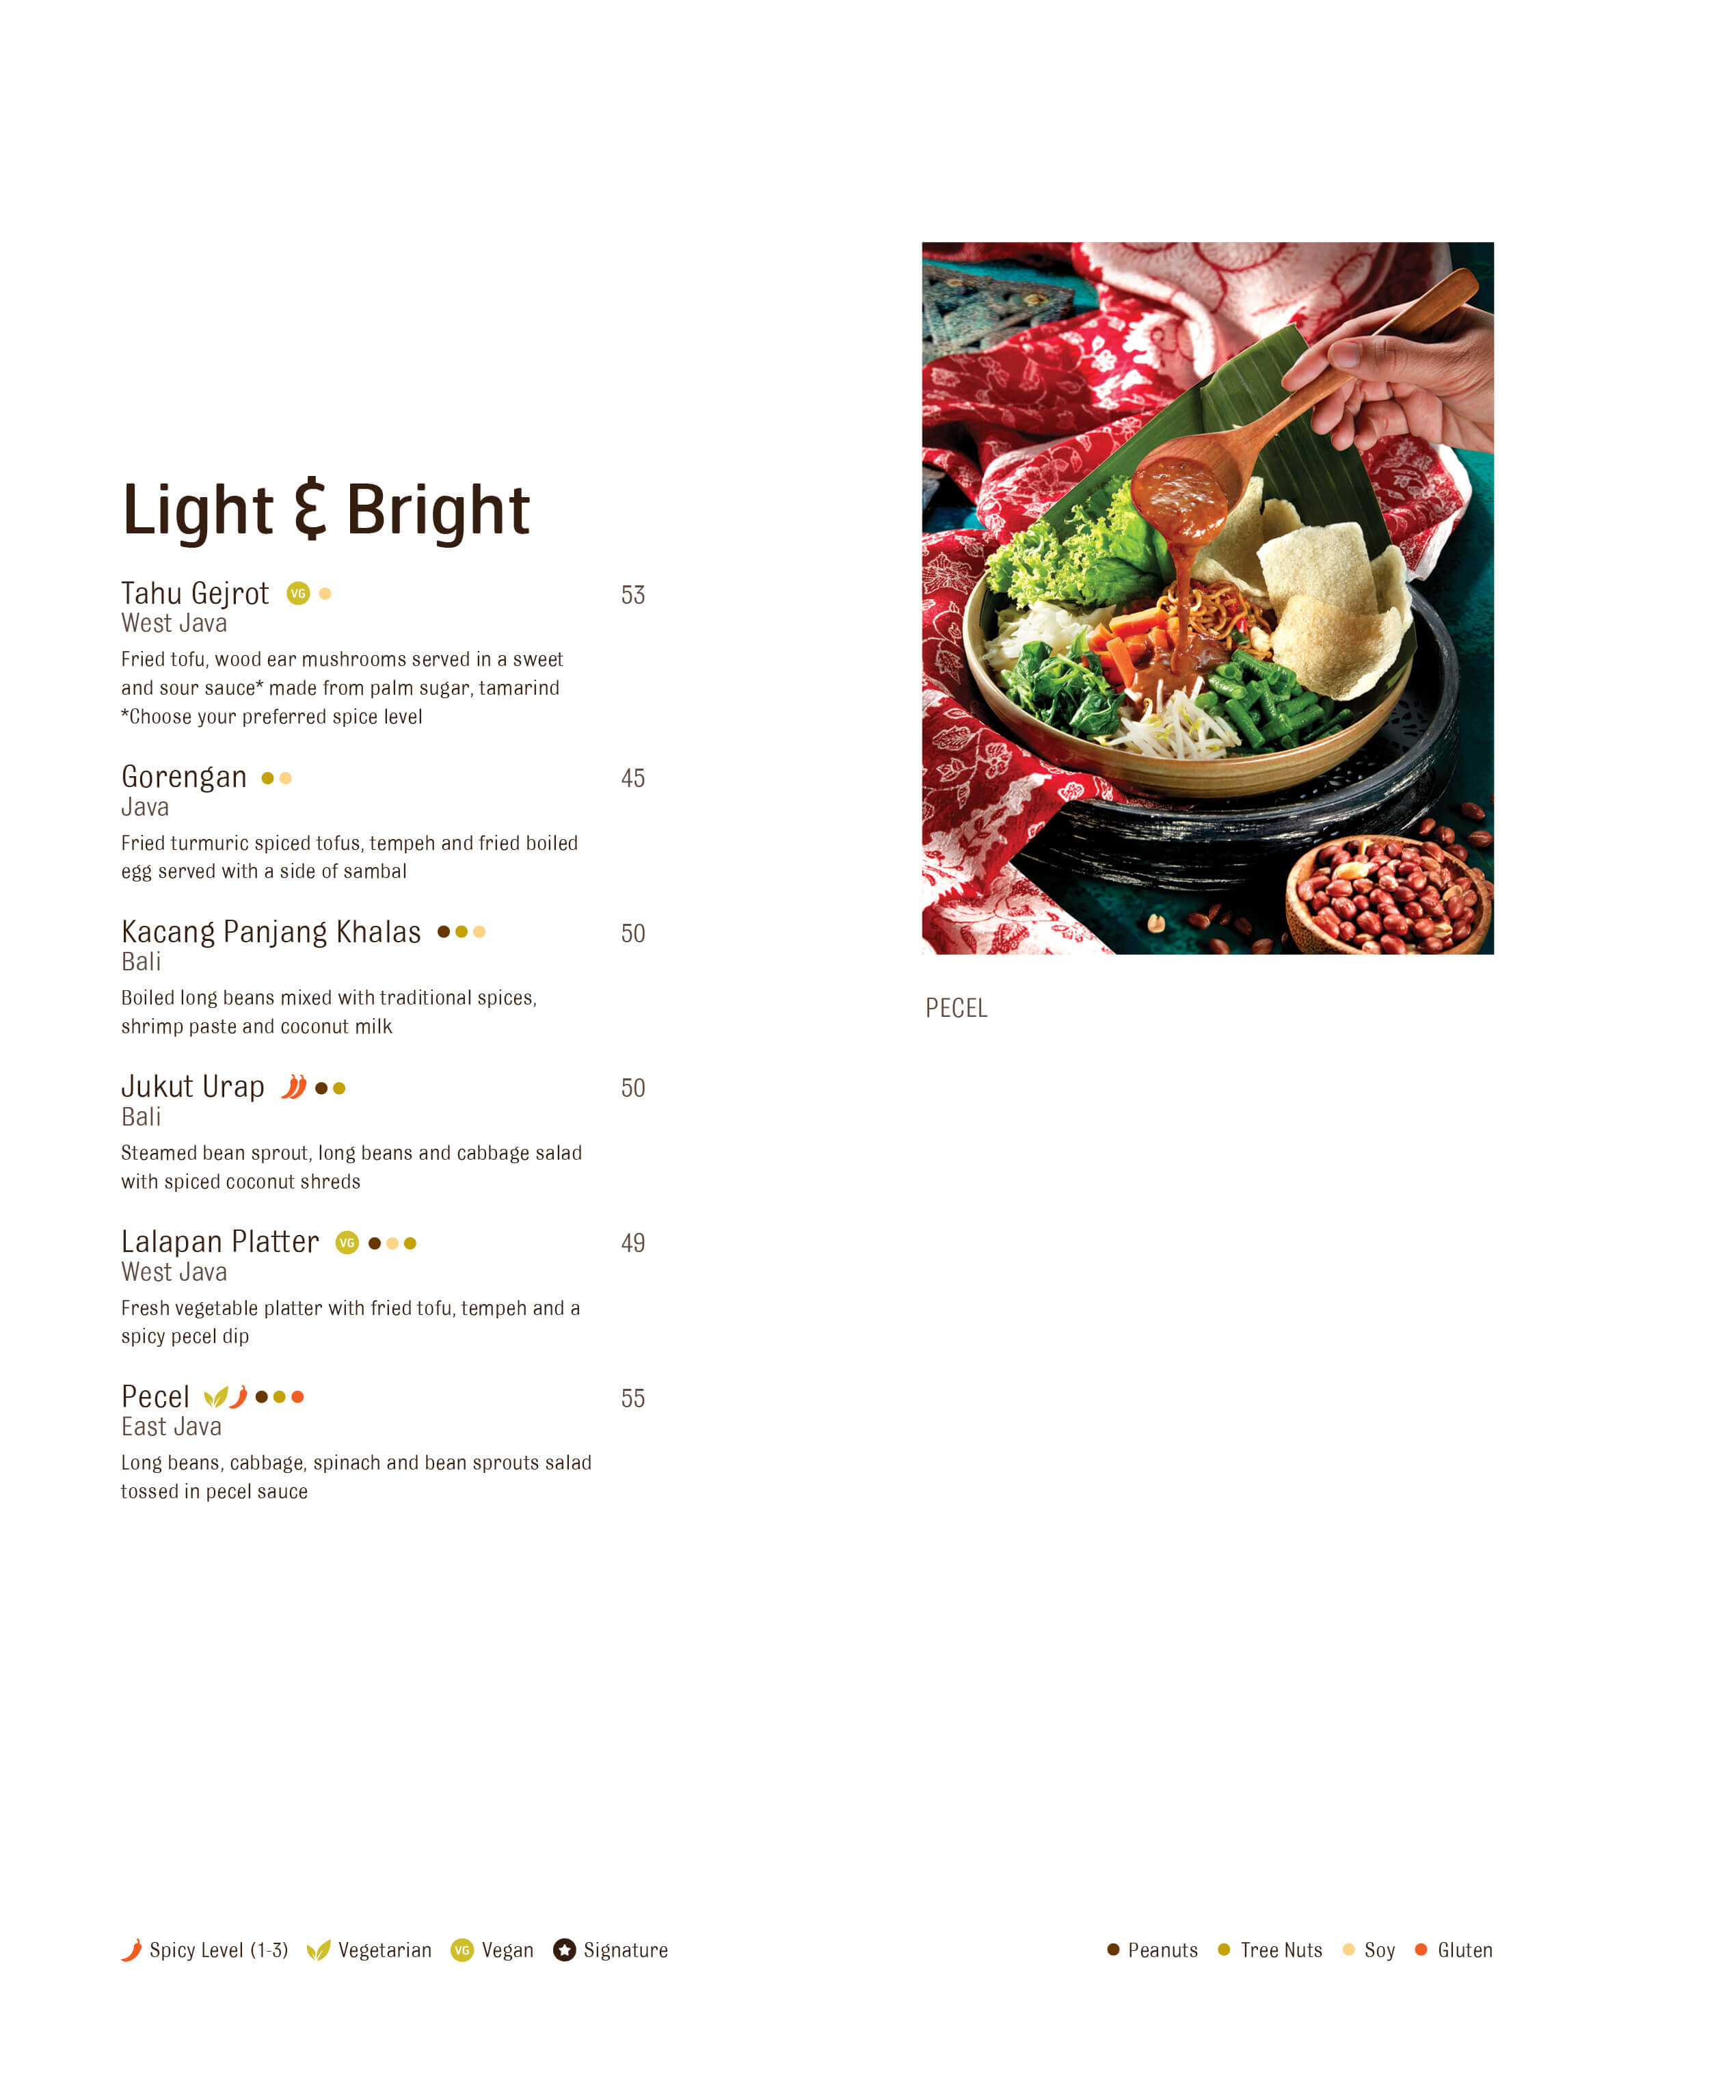 Light & Bright
Tahu Gejrot VG 53
West Java
Fried tofu, wood ear mushrooms served in a sweet
and sour sauce* made from palm sugar, tamarind
*Choose your preferred spice level
Gorengan 45
Java
Fried turmeric spiced tofus, tempeh and fried boiled
egg served with a side of sambal
Kacang Panjang Khalas 50
Bali
Boiled long beans mixed with traditional spices,
shrimp paste and coconut milk
Jukut Urap 50
Bali
Steamed bean sprout, long beans and cabbage salad
with spiced coconut shreds
Lalapan Platter VG 49
West Java
Fresh vegetable platter with fried tofu, tempeh and a
spicy pecel dip
Pecel 55
East Java
Long beans, cabbage, spinach and bean sprouts salad
tossed in pecel sauce
PECEL
Spicy Level (1-3) Vegetarian VG Vegan Signature
Peanuts Tree Nuts Soy Gluten